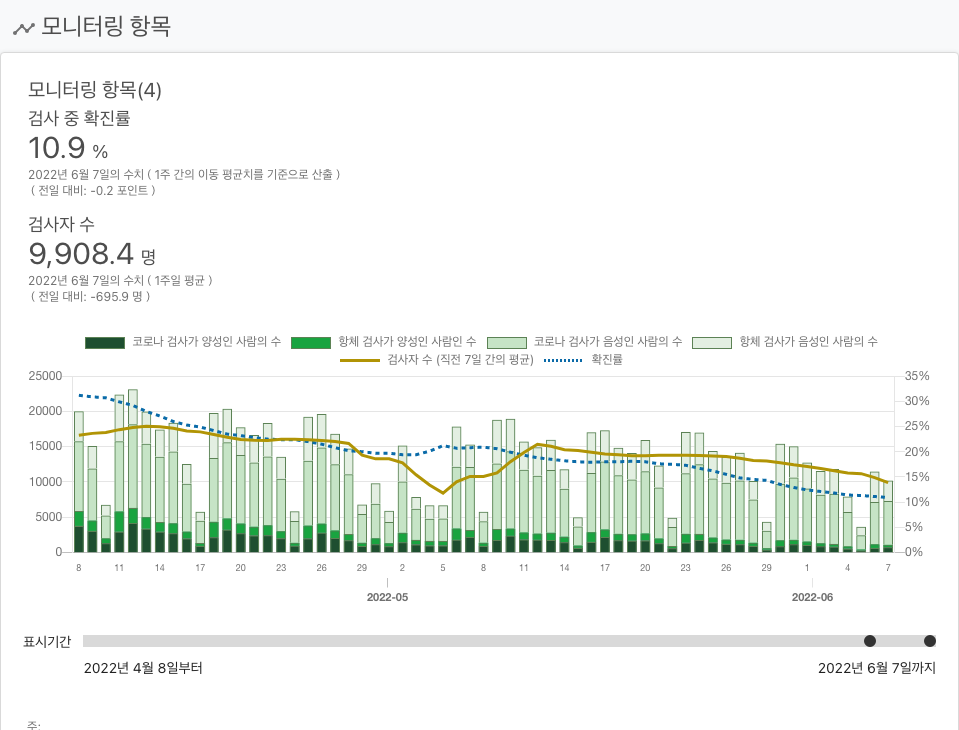 모니터링 항목
모니터링 항목(4)
검사 중 확진률
10.9 %
2022년 6월 7일의 수치 ( 1주 간의 이동 평균치를 기준으로 산출 )
( 전일 대비: -0.2 포인트 )
검사자 수
9,908.4 명
2022년 6월 7일의 수치 ( 1주일 평균 )
( 전일 대비: -695.9 명 )
코로나 검사가 양성인 사람의 수 항체 검사가 양성인 사람인 수 코로나 검사가 음성인 사람의 수 항체 검사가 음성인 사람의 수
검사자 수 (직전 7일 간의 평균) 확진률
25000 35%
20000 30%
25%
15000 20%
10000 15%
10%
5000 5%
0 0%
8 11 14 17 20 23 26 29 2 5 8 11 14 17 20 23 26 29 1 4 7
2022-05 2022-06
표시기간
2022년 4월 8일부터 2022년 6월 7일까지
주: